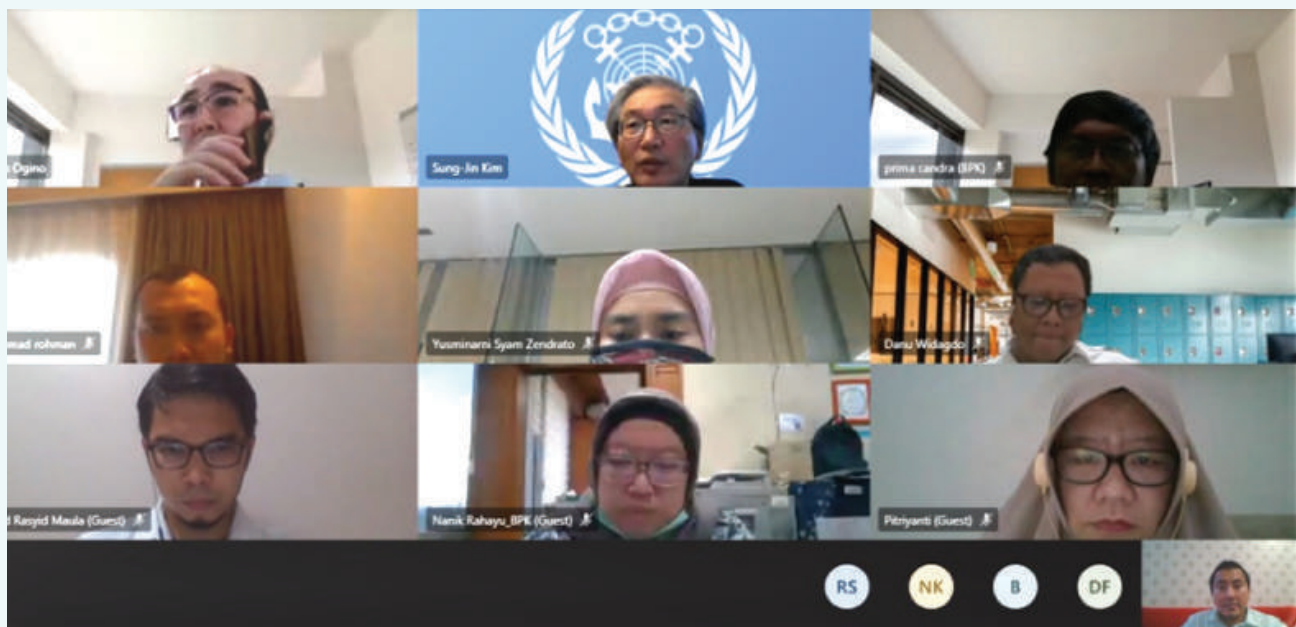 Ogino
Sung-Jin Kim
prima candra (BPK)
mad rohman
Yusminarni Syam Zendrato
Danu Widagdo
d Rasyid Maula (Guest)
Nanik Rahayu_BPK (Guest)
Pitriyanti (Guest)
RS
NK
B
DF